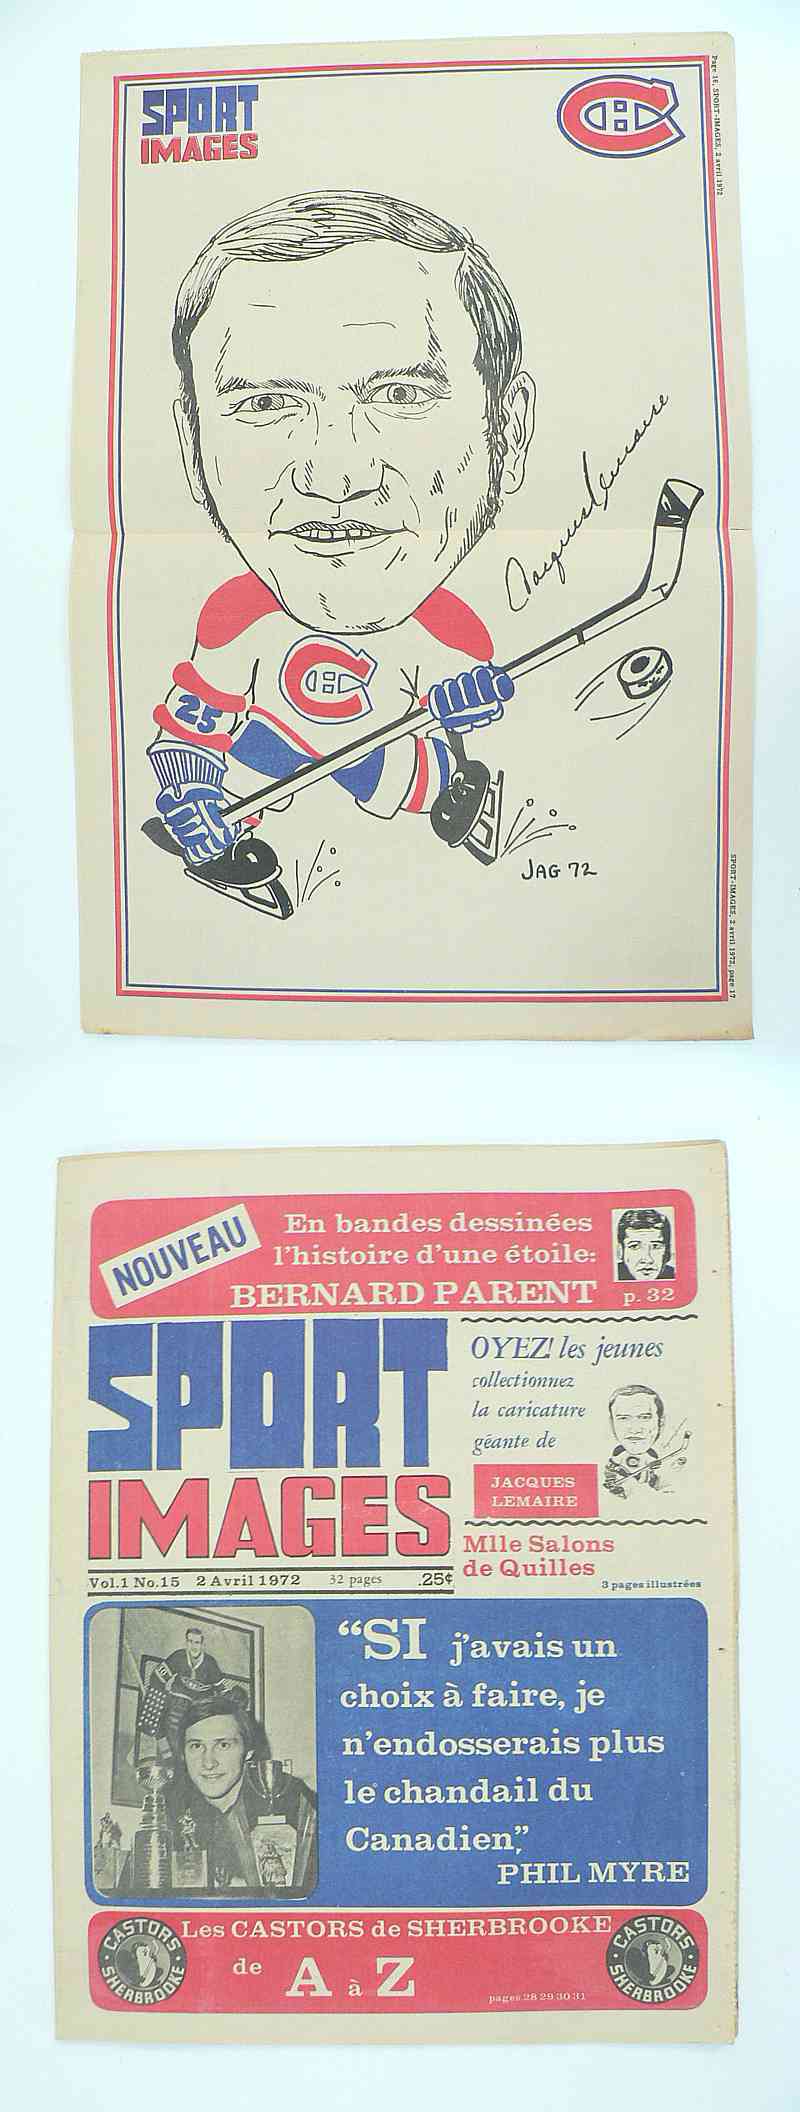 SPORT
IMAGES
Page 16, SPORT-IMAGES, 2 avril 1972
Jacques Lemaire
25
JAG 72
SPORT-IMAGES, 2 avril 1972, page 17
NOUVEAU
En bandes dessinées
l'histoire d'une étoile:
BERNARD PARENT
p. 32
SPORT
IMAGES
OYEZ! les jeunes
collectionnez
la caricature
géante de
JACQUES
LEMAIRE
Mlle Salons
de Quilles
3 pages illustrées
Vol.1 No.15 2 Avril 1972 32 pages .25¢
“SI j'avais un
choix à faire, je
n'endosserais plus
le chandail du
Canadien”,
PHIL MYRE
CASTORS
SHERBROOKE
Les CASTORS de SHERBROOKE
de A à Z
pages 28 29 30 31
CASTORS
SHERBROOKE